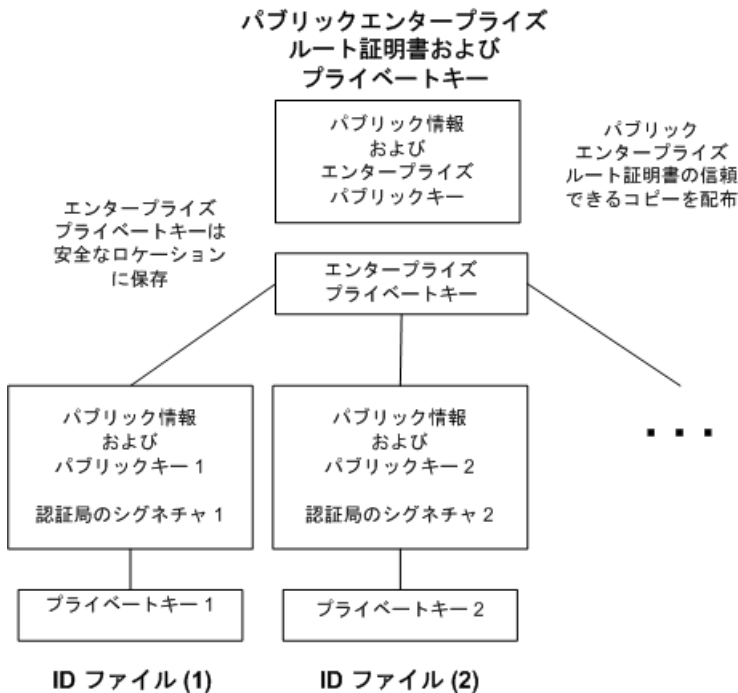 パブリックエンタープライズ
ルート証明書および
プライベートキー
パブリック情報
および
エンタープライズ
パブリックキー
パブリック
エンタープライズ
ルート証明書の信頼
できるコピーを配布
エンタープライズ
プライベートキーは
安全なロケーション
に保存
エンタープライズ
プライベートキー
パブリック情報
および
パブリックキー 1
認証局のシグネチャ 1
パブリック情報
および
パブリックキー 2
認証局のシグネチャ 2
. . .
プライベートキー 1
プライベートキー 2
ID ファイル (1)
ID ファイル (2)